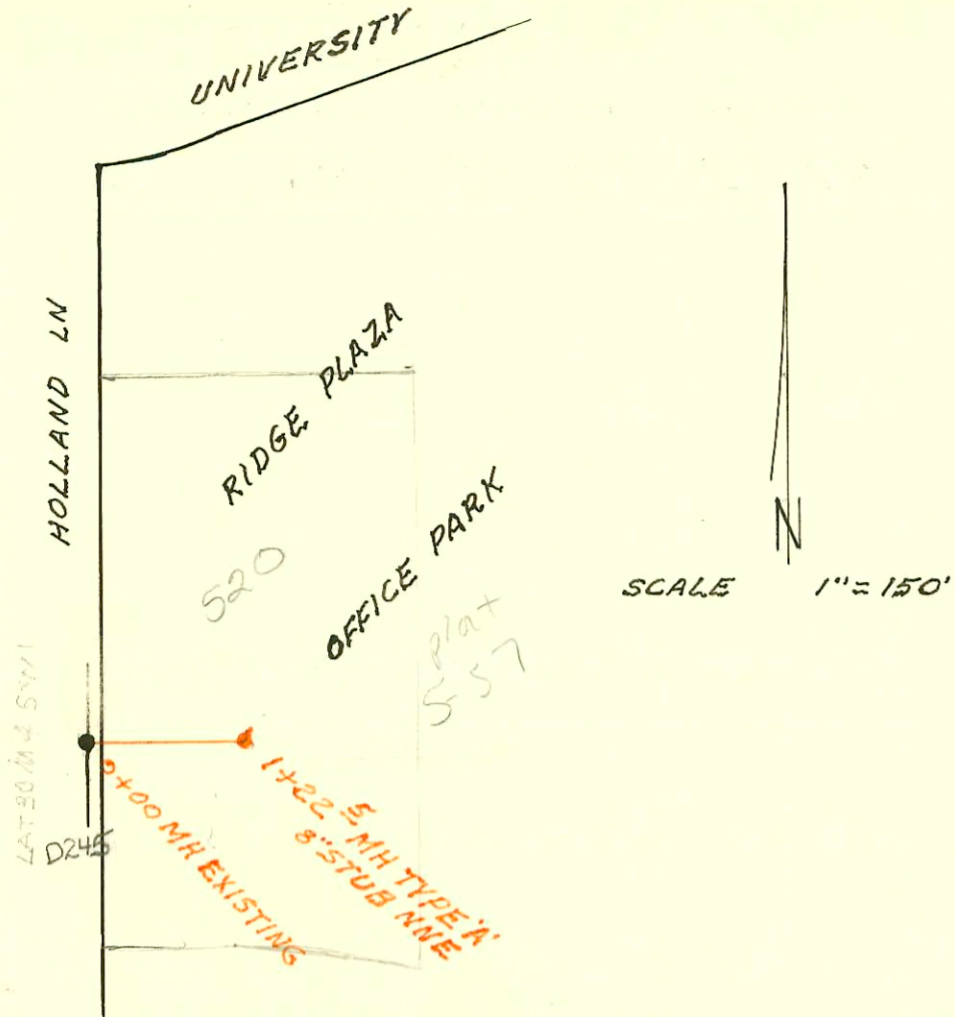 UNIVERSITY
HOLLAND LN
RIDGE PLAZA
OFFICE PARK
520
plat
557
N
SCALE 1"= 150'
D245
0+00 MH EXISTING
1+22 5 MH TYPE 'A'
8" STUB NNE